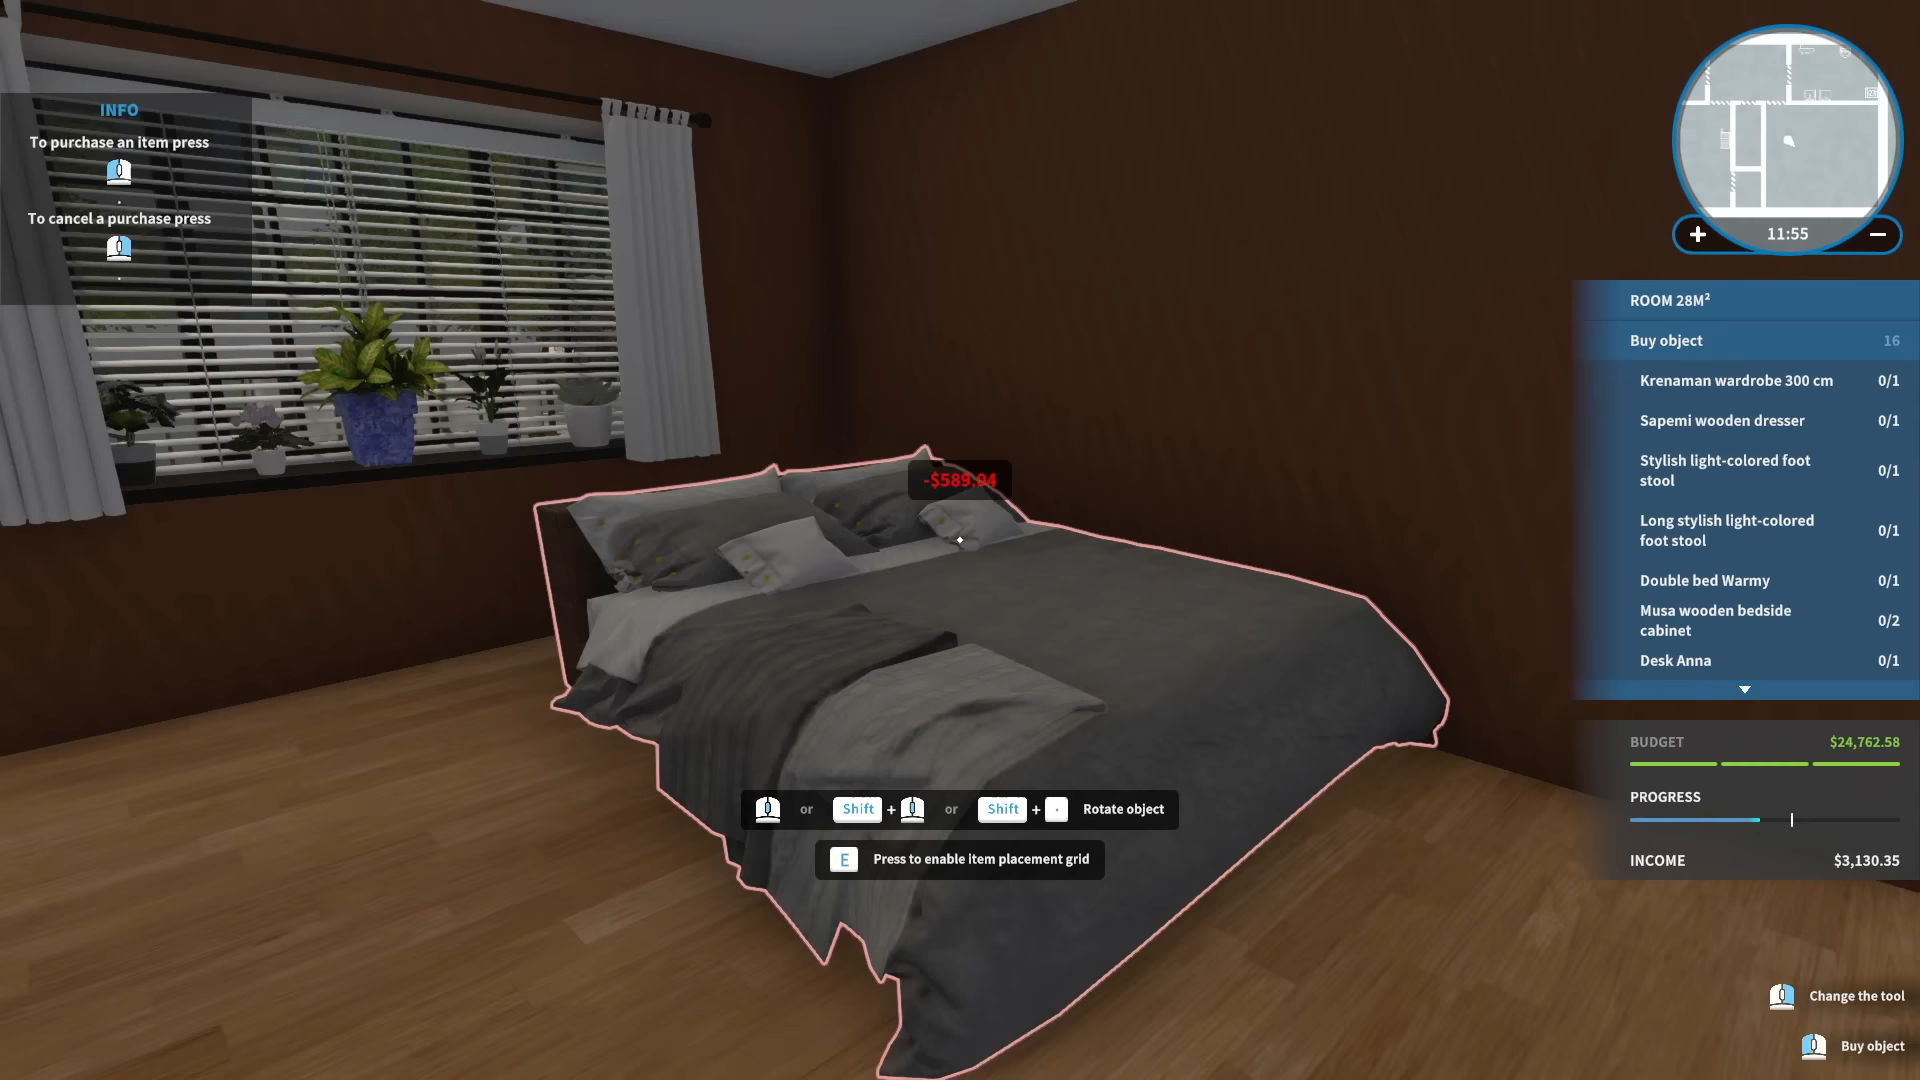 INFO
To purchase an item press
.
To cancel a purchase press
.
11:55
ROOM 28M²
Buy object 16
Krenaman wardrobe 300 cm 0/1
Sapemi wooden dresser 0/1
Stylish light-colored foot
stool 0/1
Long stylish light-colored
foot stool 0/1
Double bed Warmy 0/1
Musa wooden bedside
cabinet 0/2
Desk Anna 0/1
-$589.04
BUDGET $24,762.58
PROGRESS
INCOME $3,130.35
or Shift + or Shift + . Rotate object
E Press to enable item placement grid
Change the tool
Buy object